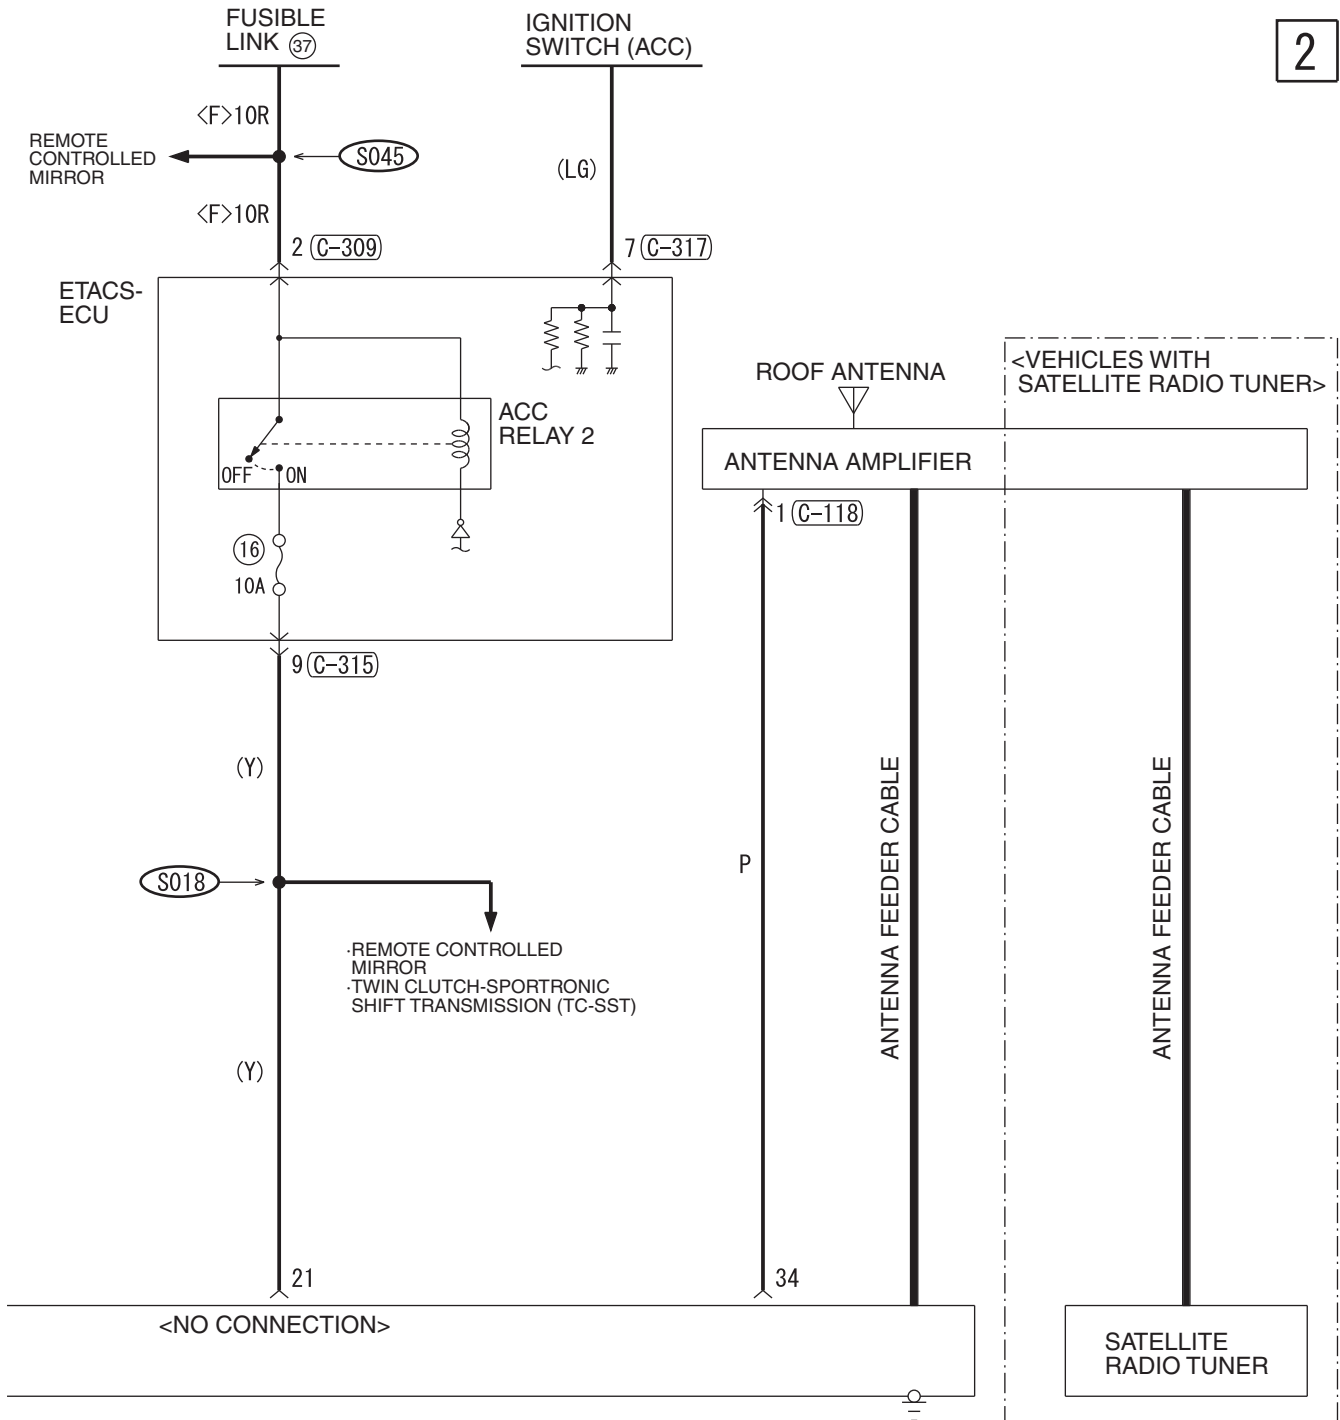 FUSIBLE
LINK 37
IGNITION
SWITCH (ACC)
2
<F>10R
REMOTE
CONTROLLED
MIRROR
S045
(LG)
<F>10R
2 (C-309)
7 (C-317)
ETACS-
ECU
<VEHICLES WITH
SATELLITE RADIO TUNER>
ROOF ANTENNA
ACC
RELAY 2
ANTENNA AMPLIFIER
OFF
ON
1 (C-118)
16
10A
9 (C-315)
(Y)
ANTENNA FEEDER CABLE
ANTENNA FEEDER CABLE
P
S018
·REMOTE CONTROLLED
MIRROR
·TWIN CLUTCH-SPORTRONIC
SHIFT TRANSMISSION (TC-SST)
(Y)
21
34
<NO CONNECTION>
SATELLITE
RADIO TUNER